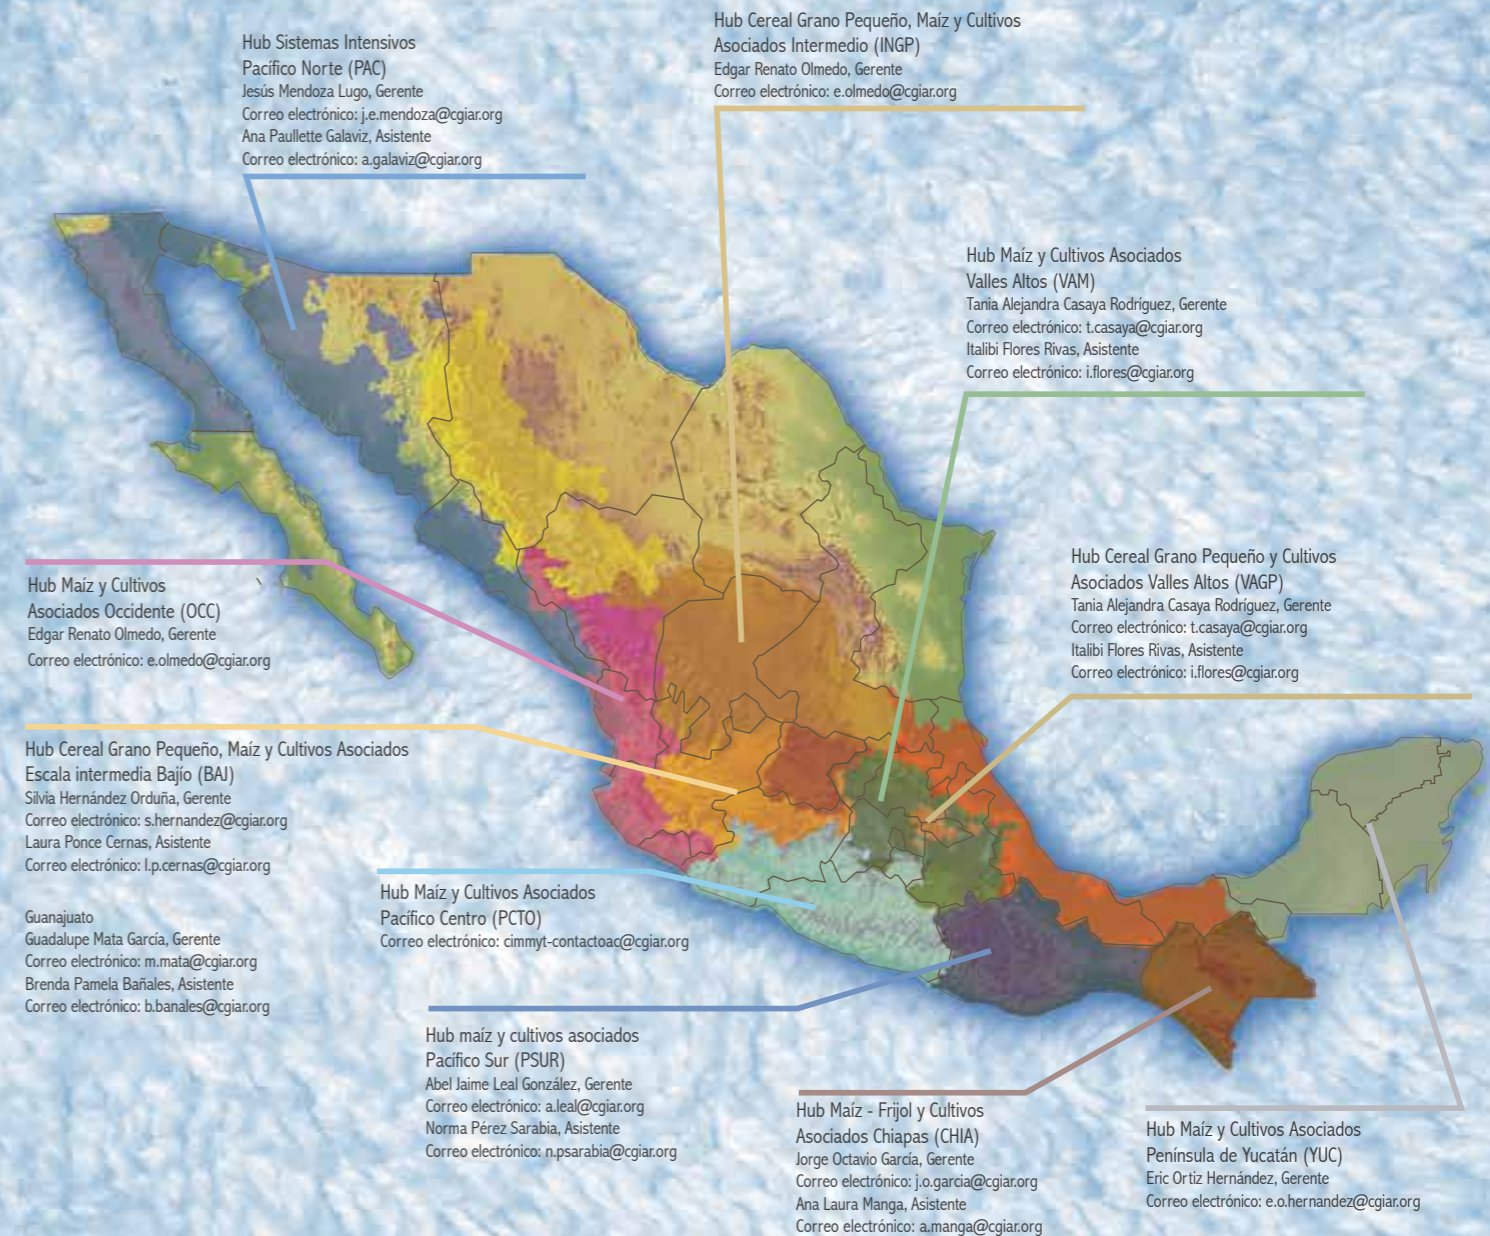 Hub Sistemas Intensivos
Pacífico Norte (PAC)
Jesús Mendoza Lugo, Gerente
Correo electrónico: j.e.mendoza@cgiar.org
Ana Paullette Galaviz, Asistente
Correo electrónico: a.galaviz@cgiar.org
Hub Cereal Grano Pequeño, Maíz y Cultivos
Asociados Intermedio (INGP)
Edgar Renato Olmedo, Gerente
Correo electrónico: e.olmedo@cgiar.org
Hub Maíz y Cultivos Asociados
Valles Altos (VAM)
Tania Alejandra Casaya Rodríguez, Gerente
Correo electrónico: t.casaya@cgiar.org
Italibi Flores Rivas, Asistente
Correo electrónico: i.flores@cgiar.org
Hub Cereal Grano Pequeño y Cultivos
Asociados Valles Altos (VAGP)
Tania Alejandra Casaya Rodríguez, Gerente
Correo electrónico: t.casaya@cgiar.org
Italibi Flores Rivas, Asistente
Correo electrónico: i.flores@cgiar.org
Hub Maíz y Cultivos
Asociados Occidente (OCC)
Edgar Renato Olmedo, Gerente
Correo electrónico: e.olmedo@cgiar.org
Hub Cereal Grano Pequeño, Maíz y Cultivos Asociados
Escala intermedia Bajío (BAJ)
Silvia Hernández Orduña, Gerente
Correo electrónico: s.hernandez@cgiar.org
Laura Ponce Cernas, Asistente
Correo electrónico: l.p.cernas@cgiar.org
Guanajuato
Guadalupe Mata García, Gerente
Correo electrónico: m.mata@cgiar.org
Brenda Pamela Bañales, Asistente
Correo electrónico: b.banales@cgiar.org
Hub Maíz y Cultivos Asociados
Pacífico Centro (PCTO)
Correo electrónico: cimmyt-contactoac@cgiar.org
Hub maíz y cultivos asociados
Pacífico Sur (PSUR)
Abel Jaime Leal González, Gerente
Correo electrónico: a.leal@cgiar.org
Norma Pérez Sarabia, Asistente
Correo electrónico: n.psarabia@cgiar.org
Hub Maíz - Frijol y Cultivos
Asociados Chiapas (CHIA)
Jorge Octavio García, Gerente
Correo electrónico: j.o.garcia@cgiar.org
Ana Laura Manga, Asistente
Correo electrónico: a.manga@cgiar.org
Hub Maíz y Cultivos Asociados
Península de Yucatán (YUC)
Eric Ortiz Hernández, Gerente
Correo electrónico: e.o.hernandez@cgiar.org